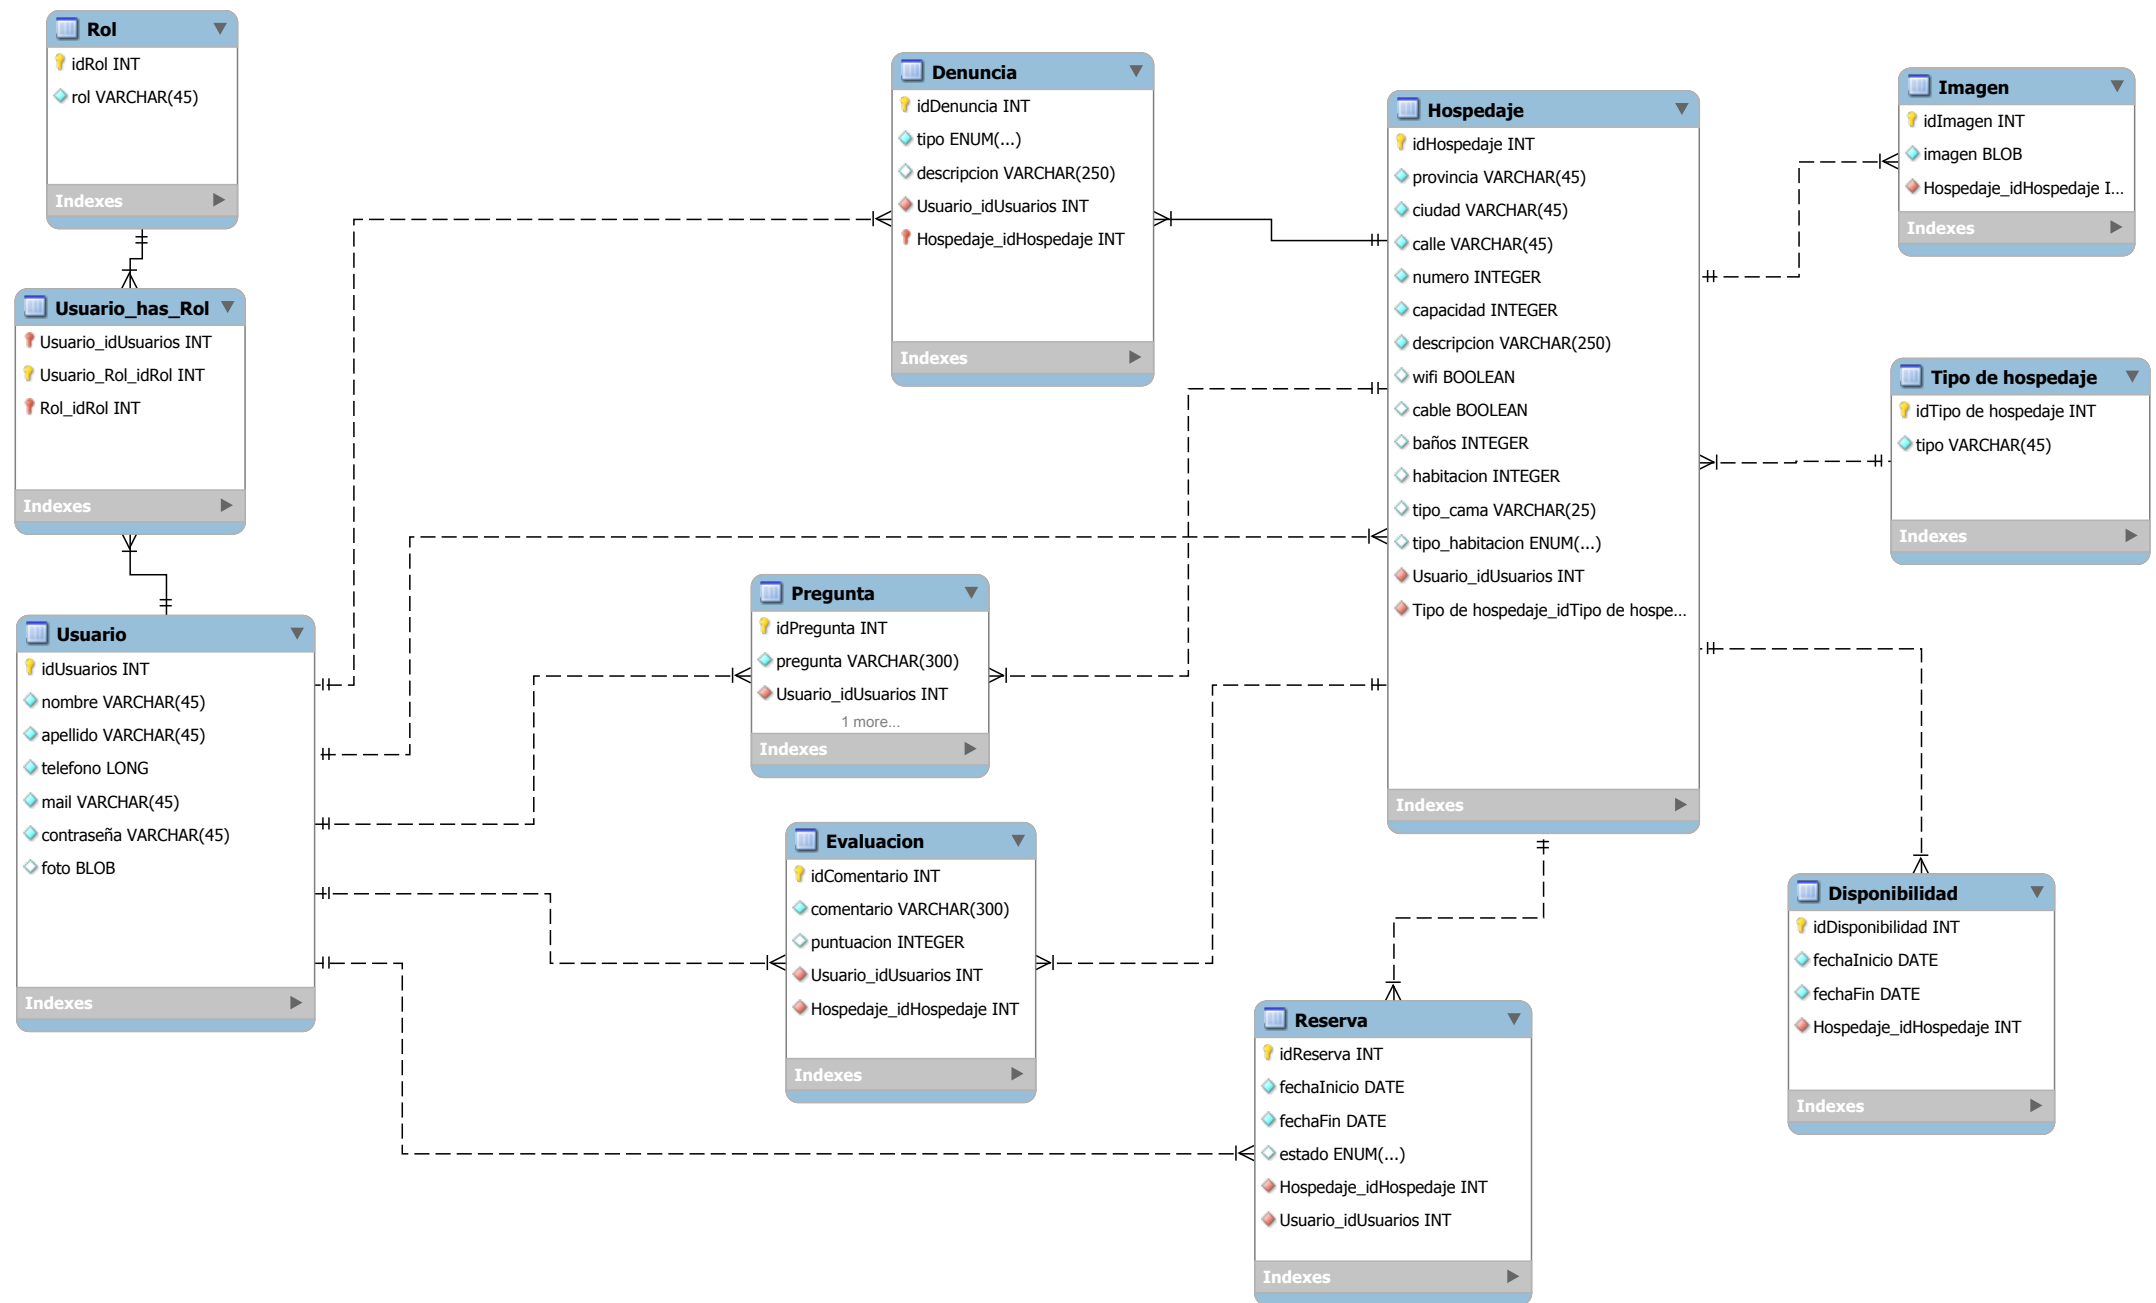 Rol
idRol INT
rol VARCHAR(45)
Indexes
Usuario_has_Rol
Usuario_idUsuarios INT
Usuario_Rol_idRol INT
Rol_idRol INT
Indexes
Usuario
idUsuarios INT
nombre VARCHAR(45)
apellido VARCHAR(45)
telefono LONG
mail VARCHAR(45)
contraseña VARCHAR(45)
foto BLOB
Indexes
Denuncia
idDenuncia INT
tipo ENUM(...)
descripcion VARCHAR(250)
Usuario_idUsuarios INT
Hospedaje_idHospedaje INT
Indexes
Pregunta
idPregunta INT
pregunta VARCHAR(300)
Usuario_idUsuarios INT
1 more...
Indexes
Evaluacion
idComentario INT
comentario VARCHAR(300)
puntuacion INTEGER
Usuario_idUsuarios INT
Hospedaje_idHospedaje INT
Indexes
Hospedaje
idHospedaje INT
provincia VARCHAR(45)
ciudad VARCHAR(45)
calle VARCHAR(45)
numero INTEGER
capacidad INTEGER
descripcion VARCHAR(250)
wifi BOOLEAN
cable BOOLEAN
baños INTEGER
habitacion INTEGER
tipo_cama VARCHAR(25)
tipo_habitacion ENUM(...)
Usuario_idUsuarios INT
Tipo de hospedaje_idTipo de hospe...
Indexes
Reserva
idReserva INT
fechaInicio DATE
fechaFin DATE
estado ENUM(...)
Hospedaje_idHospedaje INT
Usuario_idUsuarios INT
Indexes
Imagen
idImagen INT
imagen BLOB
Hospedaje_idHospedaje I...
Indexes
Tipo de hospedaje
idTipo de hospedaje INT
tipo VARCHAR(45)
Indexes
Disponibilidad
idDisponibilidad INT
fechaInicio DATE
fechaFin DATE
Hospedaje_idHospedaje INT
Indexes